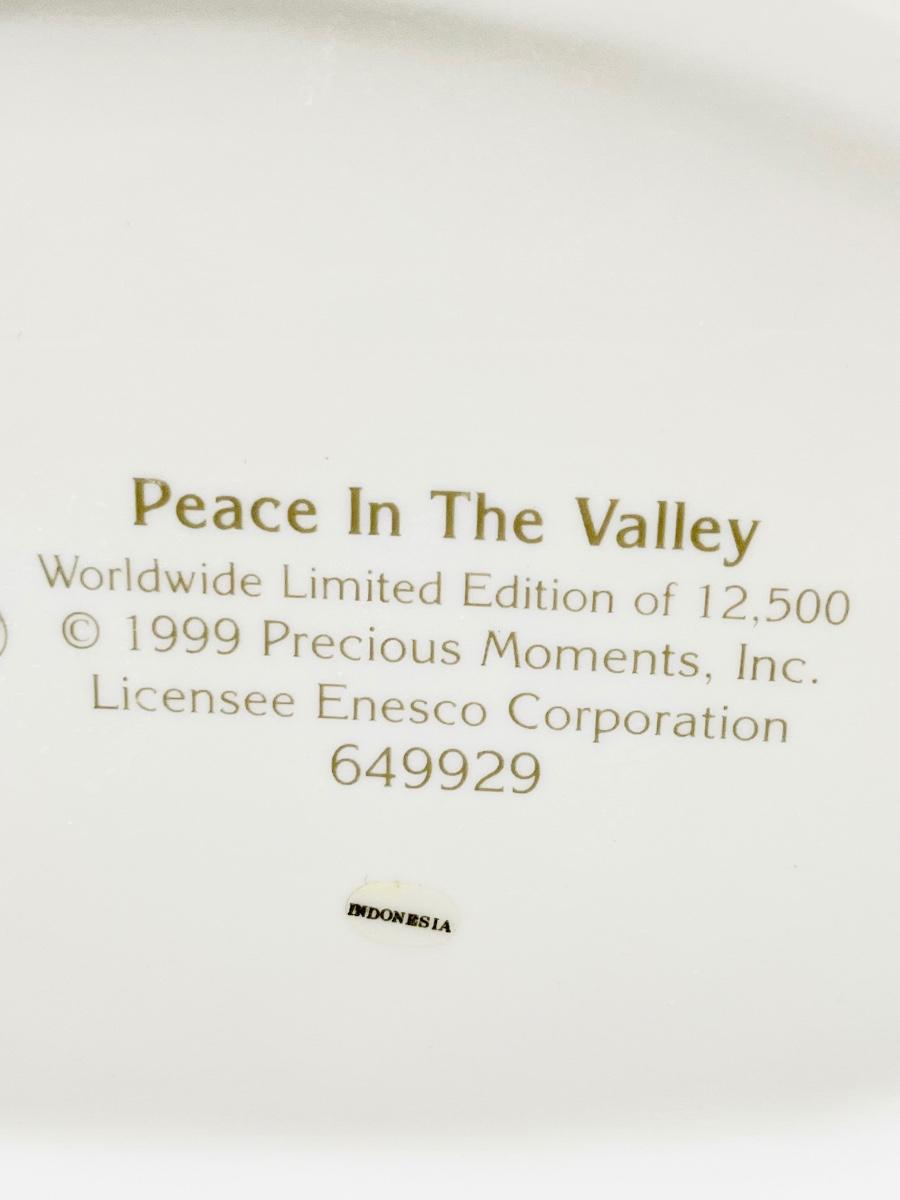 Peace In The Valley
Worldwide Limited Edition of 12,500
© 1999 Precious Moments, Inc.
Licensee Enesco Corporation
649929
INDONESIA